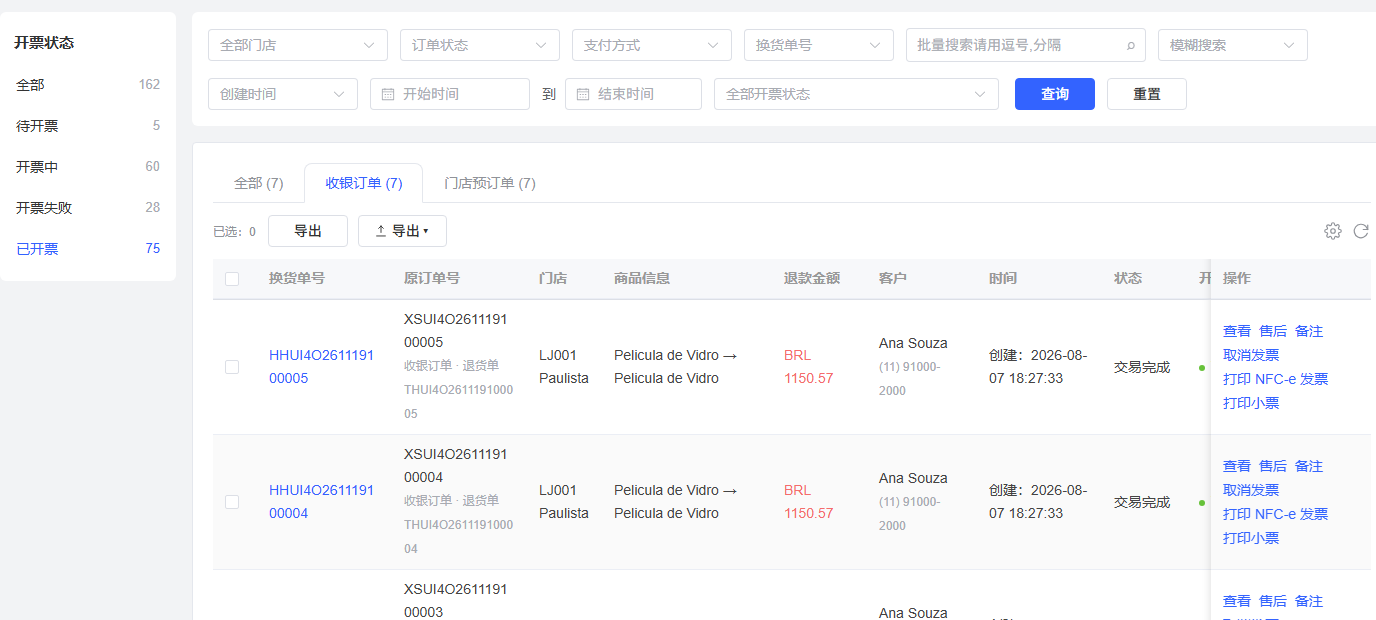 开票状态
全部 162
待开票 5
开票中 60
开票失败 28
已开票 75
全部门店 订单状态 支付方式 换货单号 批量搜索请用逗号,分隔 模糊搜索
创建时间 开始时间 到 结束时间 全部开票状态 查询 重置
全部 (7) 收银订单 (7) 门店预订单 (7)
已选: 0 导出 导出
换货单号 原订单号 门店 商品信息 退款金额 客户 时间 状态 开 操作
HHUI4O2611191
00005
XSUI4O2611191
00005
收银订单 · 退货单
THUI4O2611191000
05
LJ001
Paulista
Pelicula de Vidro →
Pelicula de Vidro
BRL
1150.57
Ana Souza
(11) 91000-
2000
创建: 2026-08-
07 18:27:33
交易完成
查看 售后 备注
取消发票
打印 NFC-e 发票
打印小票
HHUI4O2611191
00004
XSUI4O2611191
00004
收银订单 · 退货单
THUI4O2611191000
04
LJ001
Paulista
Pelicula de Vidro →
Pelicula de Vidro
BRL
1150.57
Ana Souza
(11) 91000-
2000
创建: 2026-08-
07 18:27:33
交易完成
查看 售后 备注
取消发票
打印 NFC-e 发票
打印小票
XSUI4O2611191
00003
Ana Souza
查看 售后 备注